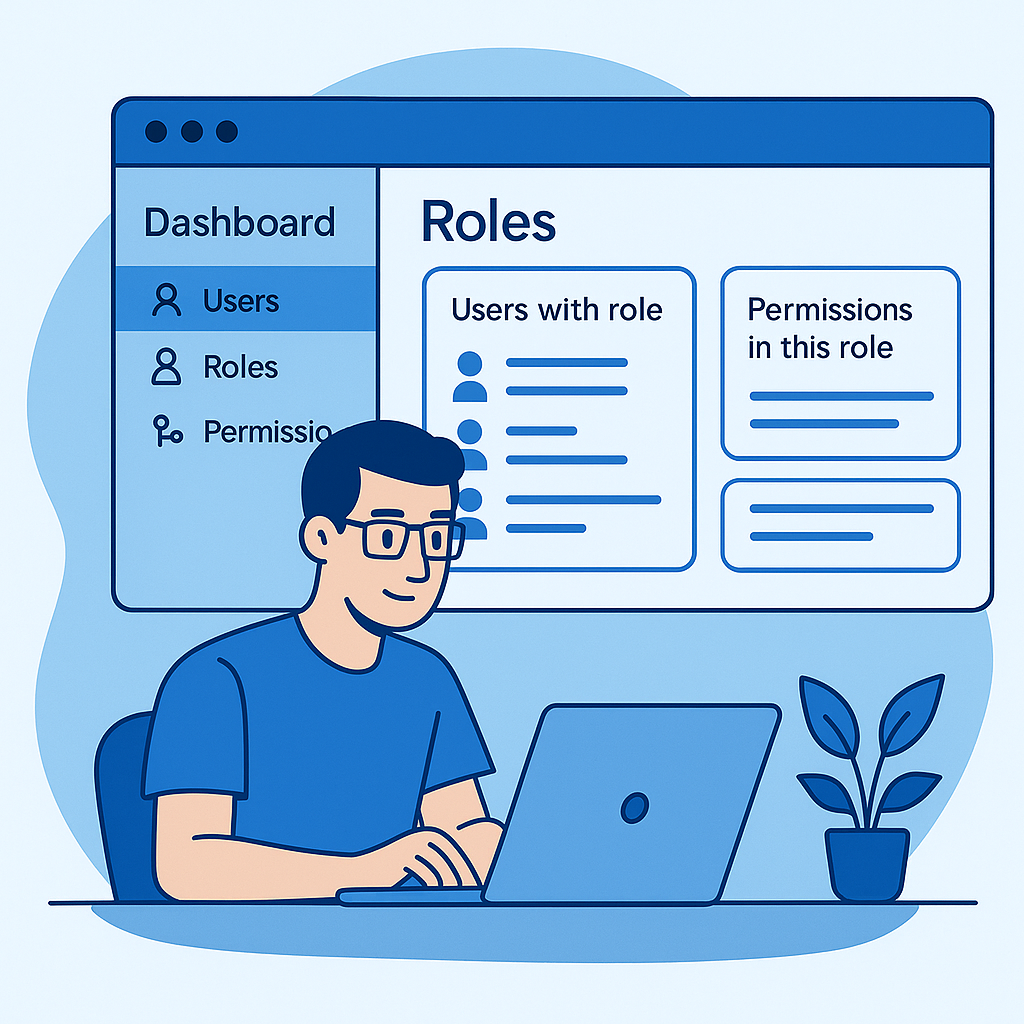 Dashboard
Users
Roles
Permissio
Roles
Users with role
Permissions
in this role